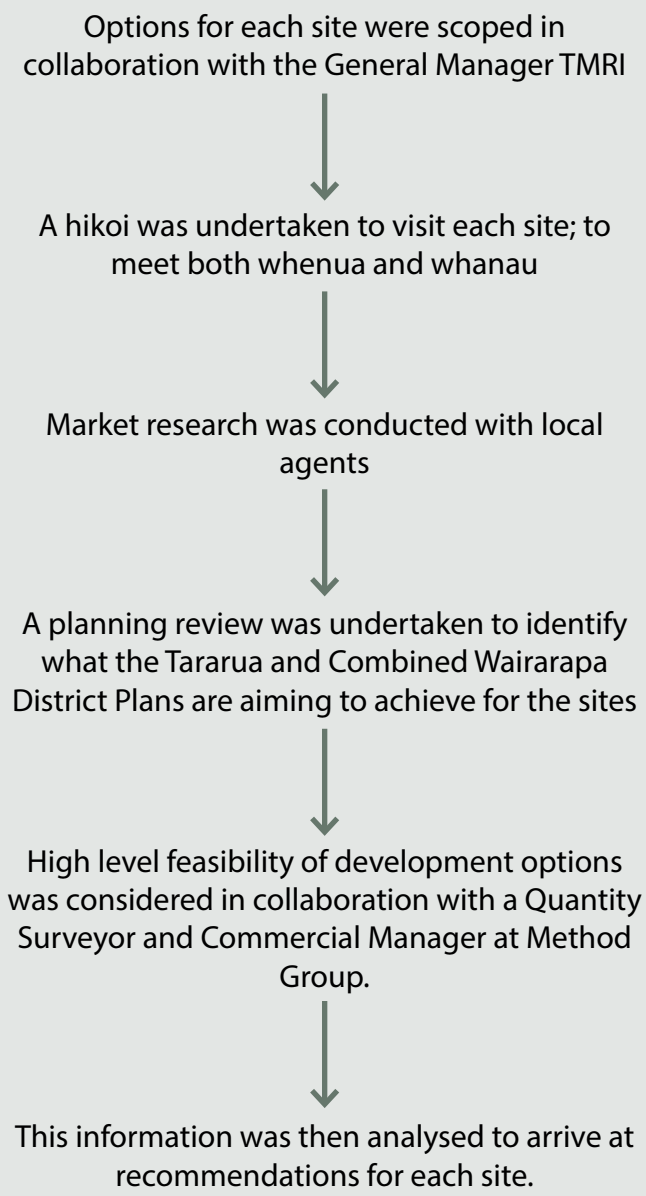 Options for each site were scoped in
collaboration with the General Manager TMRI
A hikoi was undertaken to visit each site; to
meet both whenua and whanau
Market research was conducted with local
agents
A planning review was undertaken to identify
what the Tararua and Combined Wairarapa
District Plans are aiming to achieve for the sites
High level feasibility of development options
was considered in collaboration with a Quantity
Surveyor and Commercial Manager at Method
Group.
This information was then analysed to arrive at
recommendations for each site.